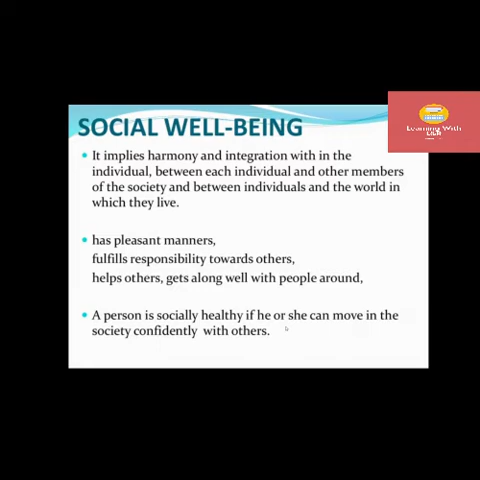 SOCIAL WELL-BEING
Learning With
It implies harmony and integration with in the
individual, between each individual and other members
of the society and between individuals and the world in
which they live.
has pleasant manners,
fulfills responsibility towards others,
helps others, gets along well with people around,
A person is socially healthy if he or she can move in the
society confidently with others.